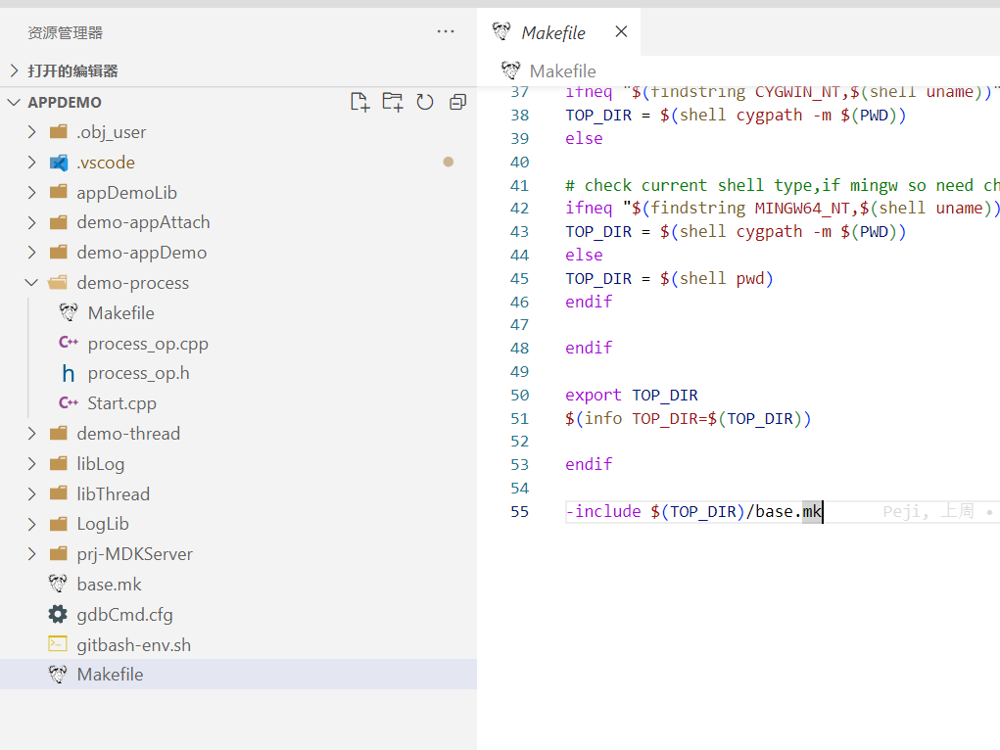 资源管理器
···
打开的编辑器
APPDEMO
.obj_user
.vscode
appDemoLib
demo-appAttach
demo-appDemo
demo-process
Makefile
process_op.cpp
process_op.h
Start.cpp
demo-thread
libLog
libThread
LogLib
prj-MDKServer
base.mk
gdbCmd.cfg
gitbash-env.sh
Makefile
Makefile
Makefile
37 ifneq "$(findstring CYGWIN_NT,$(shell uname))"
38 TOP_DIR = $(shell cygpath -m $(PWD))
39 else
40
41 # check current shell type,if mingw so need ch
42 ifneq "$(findstring MINGW64_NT,$(shell uname))
43 TOP_DIR = $(shell cygpath -m $(PWD))
44 else
45 TOP_DIR = $(shell pwd)
46 endif
47
48 endif
49
50 export TOP_DIR
51 $(info TOP_DIR=$(TOP_DIR))
52
53 endif
54
55 -include $(TOP_DIR)/base.mk Peji, 上周 •